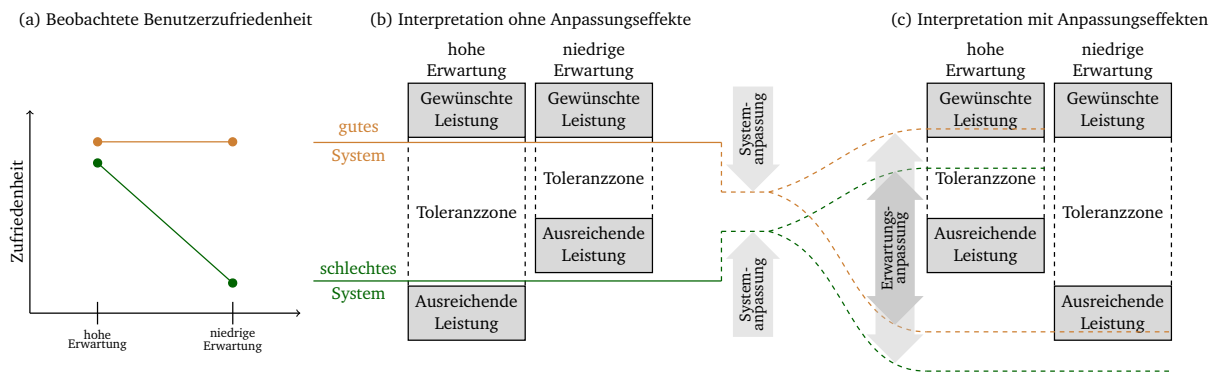 (a) Beobachtete Benutzerzufriedenheit
Zufriedenheit
hohe
Erwartung
niedrige
Erwartung
(b) Interpretation ohne Anpassungseffekte
hohe
Erwartung
niedrige
Erwartung
Gewünschte
Leistung
Gewünschte
Leistung
gutes
System
Toleranzzone
Toleranzzone
Ausreichende
Leistung
schlechtes
System
Ausreichende
Leistung
System-
anpassung
System-
anpassung
(c) Interpretation mit Anpassungseffekten
hohe
Erwartung
niedrige
Erwartung
Gewünschte
Leistung
Gewünschte
Leistung
Toleranzzone
Toleranzzone
Erwartungs-
anpassung
Ausreichende
Leistung
Ausreichende
Leistung